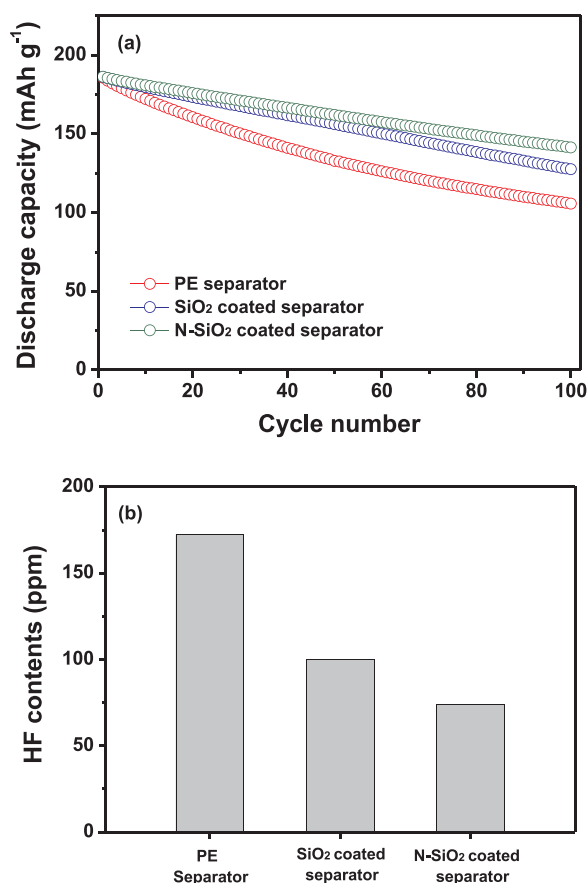 (a)
Discharge capacity (mAh g⁻¹)
200
150
100
50
0
PE separator
SiO₂ coated separator
N-SiO₂ coated separator
0 20 40 60 80 100
Cycle number
(b)
HF contents (ppm)
200
150
100
50
0
PE
Separator
SiO₂ coated
separator
N-SiO₂ coated
separator